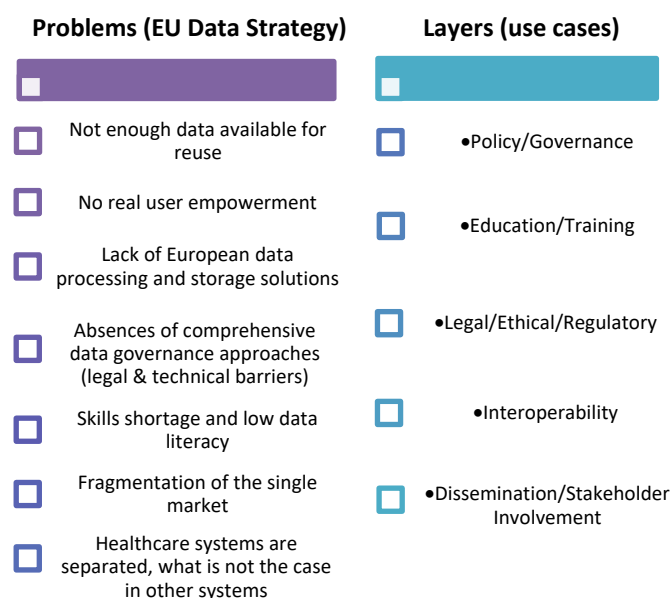 Problems (EU Data Strategy)
Not enough data available for
reuse
No real user empowerment
Lack of European data
processing and storage solutions
Absences of comprehensive
data governance approaches
(legal & technical barriers)
Skills shortage and low data
literacy
Fragmentation of the single
market
Healthcare systems are
separated, what is not the case
in other systems
Layers (use cases)
•Policy/Governance
•Education/Training
•Legal/Ethical/Regulatory
•Interoperability
•Dissemination/Stakeholder
Involvement